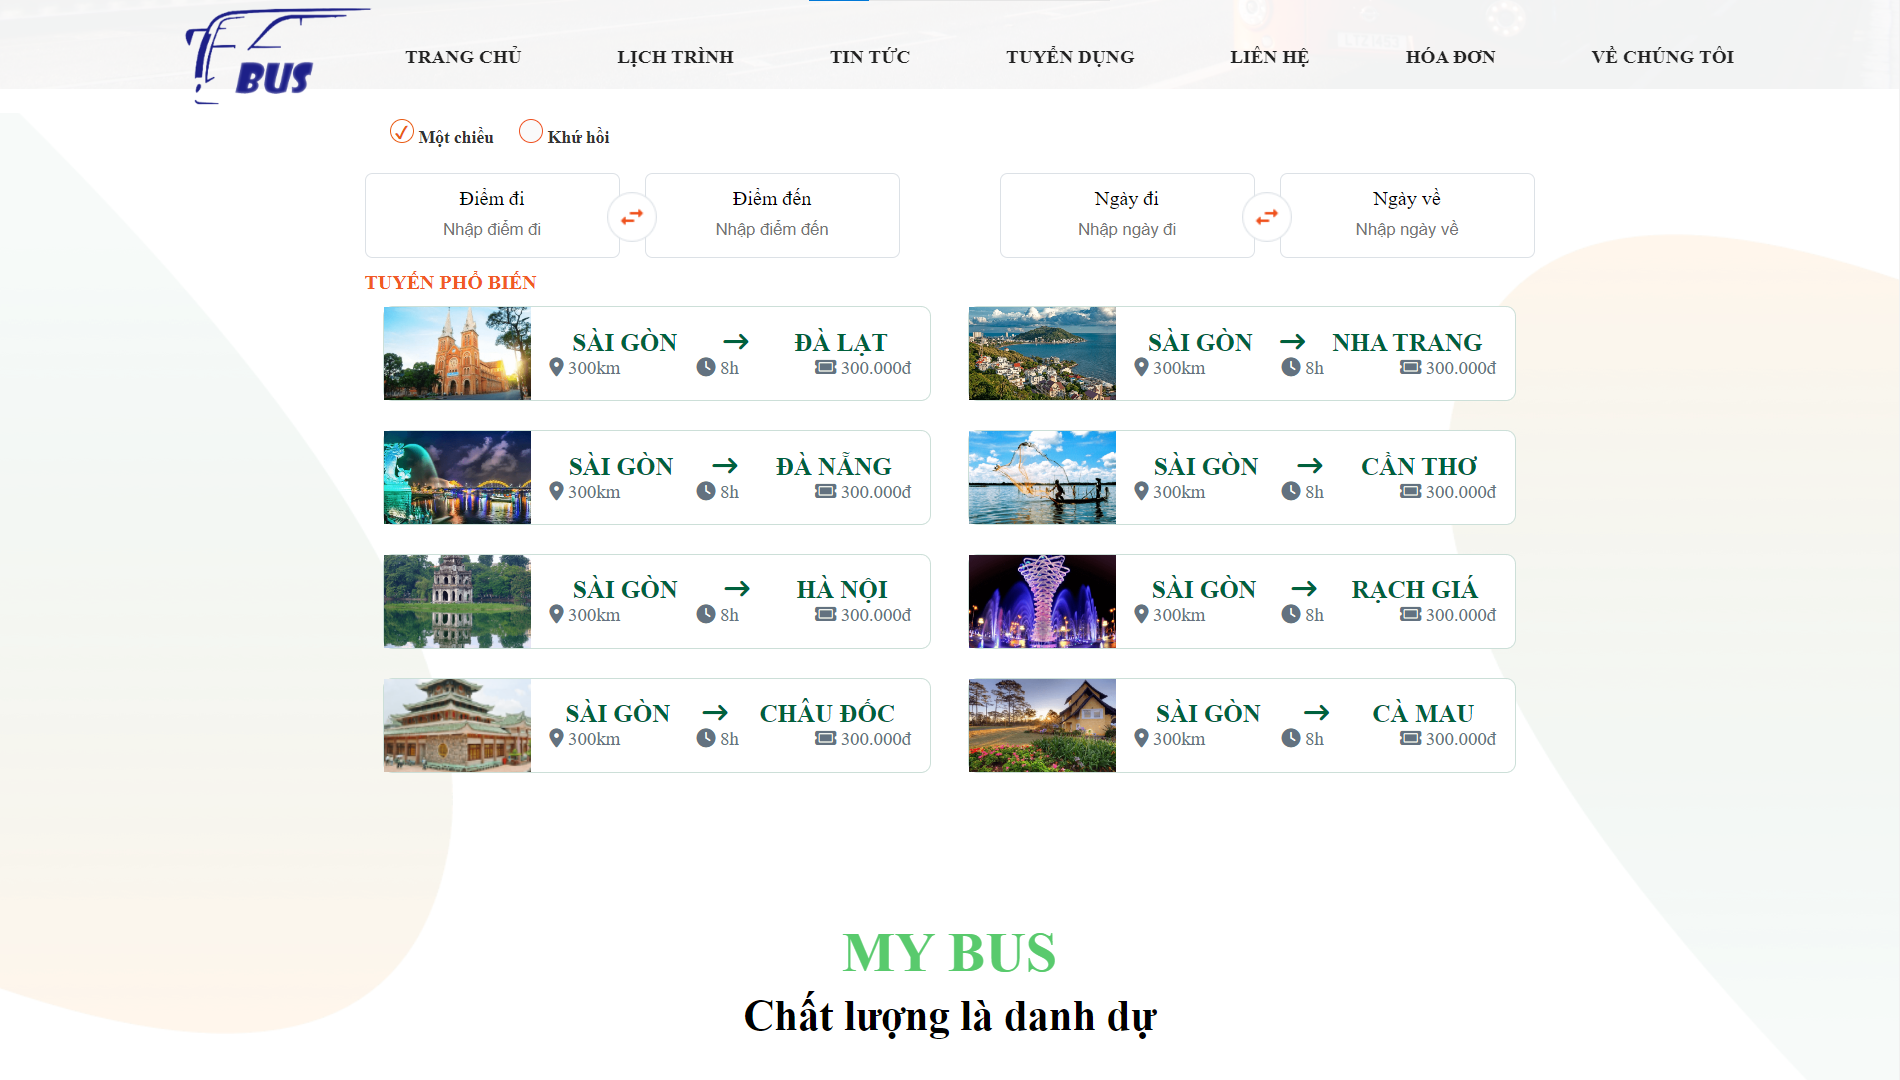 BUS
TRANG CHỦ LỊCH TRÌNH TIN TỨC TUYỂN DỤNG LIÊN HỆ HÓA ĐƠN VỀ CHÚNG TÔI
Một chiều Khứ hồi
Điểm đi Điểm đến Ngày đi Ngày về
Nhập điểm đi Nhập điểm đến Nhập ngày đi Nhập ngày về
TUYẾN PHỔ BIẾN
SÀI GÒN → ĐÀ LẠT
300km 8h 300.000đ
SÀI GÒN → NHA TRANG
300km 8h 300.000đ
SÀI GÒN → ĐÀ NẴNG
300km 8h 300.000đ
SÀI GÒN → CẦN THƠ
300km 8h 300.000đ
SÀI GÒN → HÀ NỘI
300km 8h 300.000đ
SÀI GÒN → RẠCH GIÁ
300km 8h 300.000đ
SÀI GÒN → CHÂU ĐỐC
300km 8h 300.000đ
SÀI GÒN → CÀ MAU
300km 8h 300.000đ
MY BUS
Chất lượng là danh dự